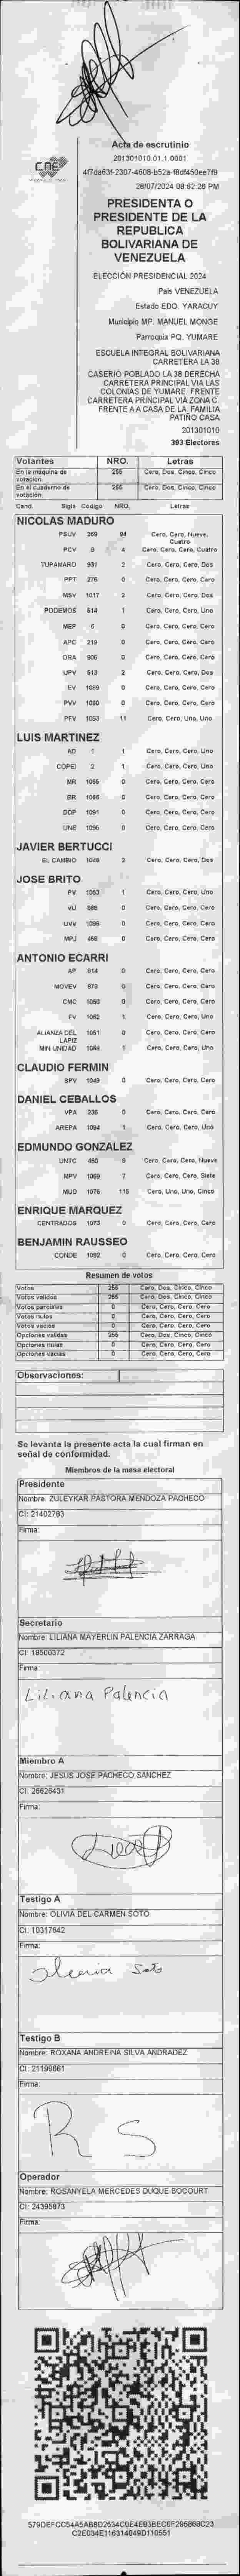 CNE
Acta de escrutinio
201301010.01.1.0001
4f7da63f-2307-4608-b52a-f8df450ee7f9
28/07/2024 08:52:26 PM
PRESIDENTA O
PRESIDENTE DE LA
REPUBLICA
BOLIVARIANA DE
VENEZUELA
ELECCIÓN PRESIDENCIAL 2024
País VENEZUELA
Estado EDO. YARACUY
Municipio MP. MANUEL MONGE
Parroquia PQ. YUMARE
ESCUELA INTEGRAL BOLIVARIANA
CARRETERA LA 38
CASERIO POBLADO LA 38 DERECHA
CARRETERA PRINCIPAL VIA LAS
COLONIAS DE YUMARE. FRENTE
CARRETERA PRINCIPAL VIA ZONA C.
FRENTE A A CASA DE LA FAMILIA
PATIÑO CASA
201301010
393 Electores
Votantes NRO. Letras
En la máquina de votación 255 Cero, Dos, Cinco, Cinco
En el cuaderno de votación 255 Cero, Dos, Cinco, Cinco
Cand. Sigla Código NRO. Letras
NICOLAS MADURO
PSUV 269 94 Cero, Cero, Nueve, Cuatro
PCV 9 4 Cero, Cero, Cero, Cuatro
TUPAMARO 931 2 Cero, Cero, Cero, Dos
PPT 276 0 Cero, Cero, Cero, Cero
MSV 1017 2 Cero, Cero, Cero, Dos
PODEMOS 514 1 Cero, Cero, Cero, Uno
MEP 6 0 Cero, Cero, Cero, Cero
APC 219 0 Cero, Cero, Cero, Cero
ORA 906 0 Cero, Cero, Cero, Cero
UPV 513 2 Cero, Cero, Cero, Dos
EV 1089 0 Cero, Cero, Cero, Cero
PVV 1090 0 Cero, Cero, Cero, Cero
PFV 1093 11 Cero, Cero, Uno, Uno
LUIS MARTINEZ
AD 1 1 Cero, Cero, Cero, Uno
COPEI 2 1 Cero, Cero, Cero, Uno
MR 1055 0 Cero, Cero, Cero, Cero
BR 1096 0 Cero, Cero, Cero, Cero
DDP 1091 0 Cero, Cero, Cero, Cero
UNE 1095 0 Cero, Cero, Cero, Cero
JAVIER BERTUCCI
EL CAMBIO 1049 2 Cero, Cero, Cero, Dos
JOSE BRITO
PV 1053 1 Cero, Cero, Cero, Uno
VU 868 0 Cero, Cero, Cero, Cero
UVV 1098 0 Cero, Cero, Cero, Cero
MPJ 458 0 Cero, Cero, Cero, Cero
ANTONIO ECARRI
AP 914 0 Cero, Cero, Cero, Cero
MOVEV 879 0 Cero, Cero, Cero, Cero
CMC 1050 0 Cero, Cero, Cero, Cero
FV 1062 1 Cero, Cero, Cero, Uno
ALIANZA DEL LAPIZ 1051 0 Cero, Cero, Cero, Cero
MIN UNIDAD 1058 1 Cero, Cero, Cero, Uno
CLAUDIO FERMIN
SPV 1048 0 Cero, Cero, Cero, Cero
DANIEL CEBALLOS
VPA 236 0 Cero, Cero, Cero, Cero
AREPA 1094 1 Cero, Cero, Cero, Uno
EDMUNDO GONZALEZ
UNTC 460 9 Cero, Cero, Cero, Nueve
MPV 1069 7 Cero, Cero, Cero, Siete
MUD 1076 115 Cero, Uno, Uno, Cinco
ENRIQUE MARQUEZ
CENTRADOS 1073 0 Cero, Cero, Cero, Cero
BENJAMIN RAUSSEO
CONDE 1092 0 Cero, Cero, Cero, Cero
Resumen de votos
Votos 255 Cero, Dos, Cinco, Cinco
Votos validos 255 Cero, Dos, Cinco, Cinco
Votos parciales 0 Cero, Cero, Cero, Cero
Votos nulos 0 Cero, Cero, Cero, Cero
Votos vacios 0 Cero, Cero, Cero, Cero
Opciones validas 255 Cero, Dos, Cinco, Cinco
Opciones nulas 0 Cero, Cero, Cero, Cero
Opciones vacias 0 Cero, Cero, Cero, Cero
Observaciones:
Se levanta la presente acta la cual firman en
señal de conformidad.
Miembros de la mesa electoral
Presidente
Nombre: ZULEYKAR PASTORA MENDOZA PACHECO
CI: 21402763
Firma:
Secretario
Nombre: LILIANA MAYERLIN PALENCIA ZARRAGA
CI: 18500372
Firma:
Liliana Palencia
Miembro A
Nombre: JESUS JOSE PACHECO SANCHEZ
CI: 26626431
Firma:
Testigo A
Nombre: OLIVIA DEL CARMEN SOTO
CI: 10317642
Firma:
Soto
Testigo B
Nombre: ROXANA ANDREINA SILVA ANDRADEZ
CI: 21199661
Firma:
R S
Operador
Nombre: ROSANYELA MERCEDES DUQUE BOCOURT
CI: 24395873
Firma: